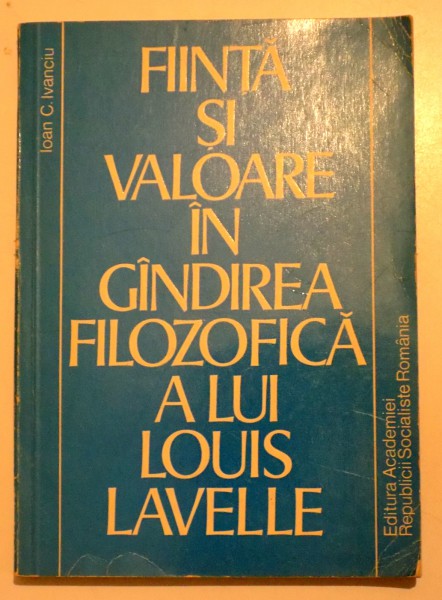 Ioan C. Ivanciu
FIINȚĂ
ȘI
VALOARE
ÎN
GÎNDIREA
FILOZOFICĂ
A LUI
LOUIS
LAVELLE
Editura Academiei
Republicii Socialiste România